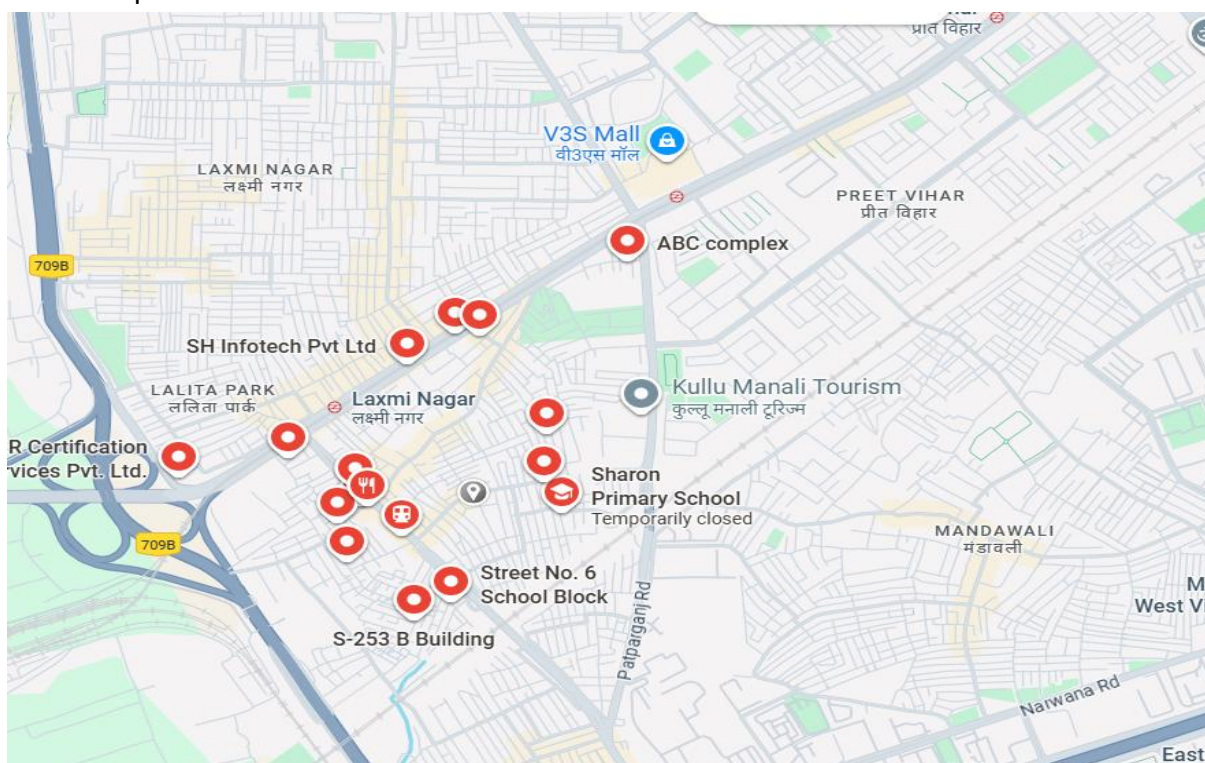 प्रीत विहार
V3S Mall
वी3एस मॉल
LAXMI NAGAR
लक्ष्मी नगर
PREET VIHAR
प्रीत विहार
ABC complex
709B
SH Infotech Pvt Ltd
LALITA PARK
ललिता पार्क
Laxmi Nagar
लक्ष्मी नगर
Kullu Manali Tourism
कुल्लू मनाली टूरिज्म
R Certification
rvices Pvt. Ltd.
Sharon
Primary School
Temporarily closed
709B
MANDAWALI
मंडावली
Street No. 6
School Block
M
West Vi
S-253 B Building
Patparganj Rd
Narwana Rd
East